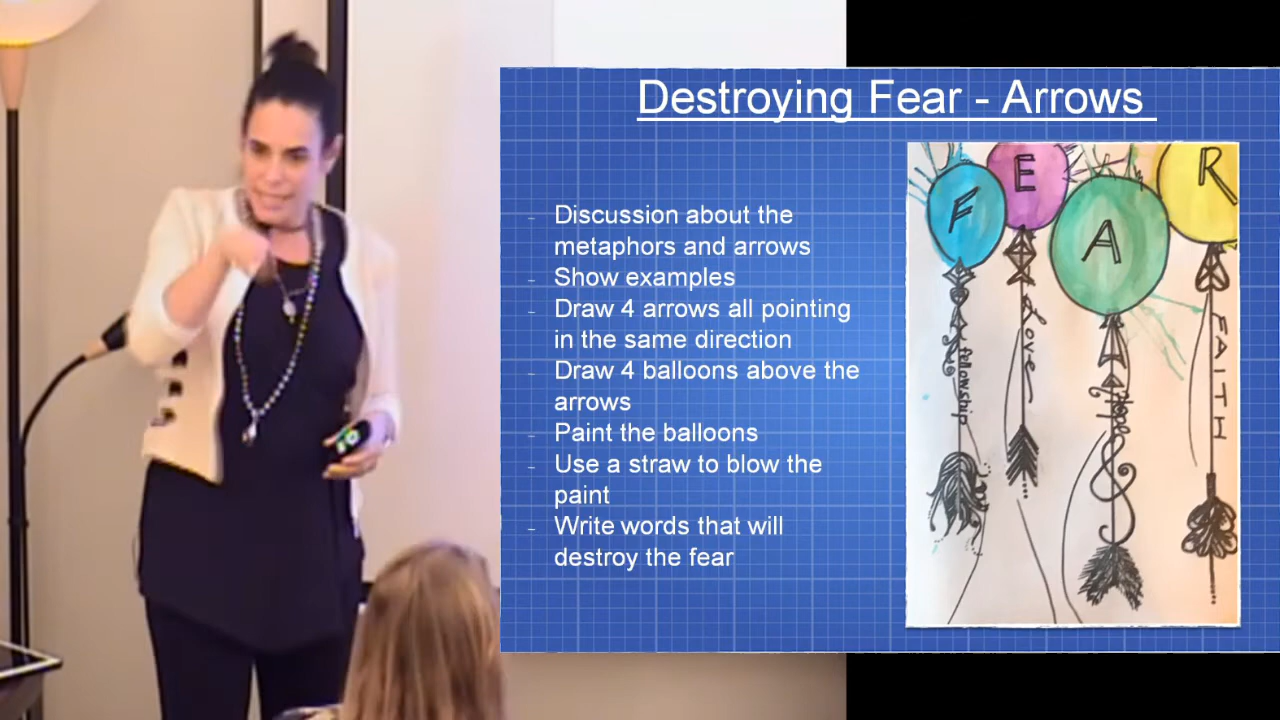 Destroying Fear - Arrows
- Discussion about the
metaphors and arrows
- Show examples
- Draw 4 arrows all pointing
in the same direction
- Draw 4 balloons above the
arrows
- Paint the balloons
- Use a straw to blow the
paint
- Write words that will
destroy the fear
F E A R
fellowship
Love
Hope
FAITH